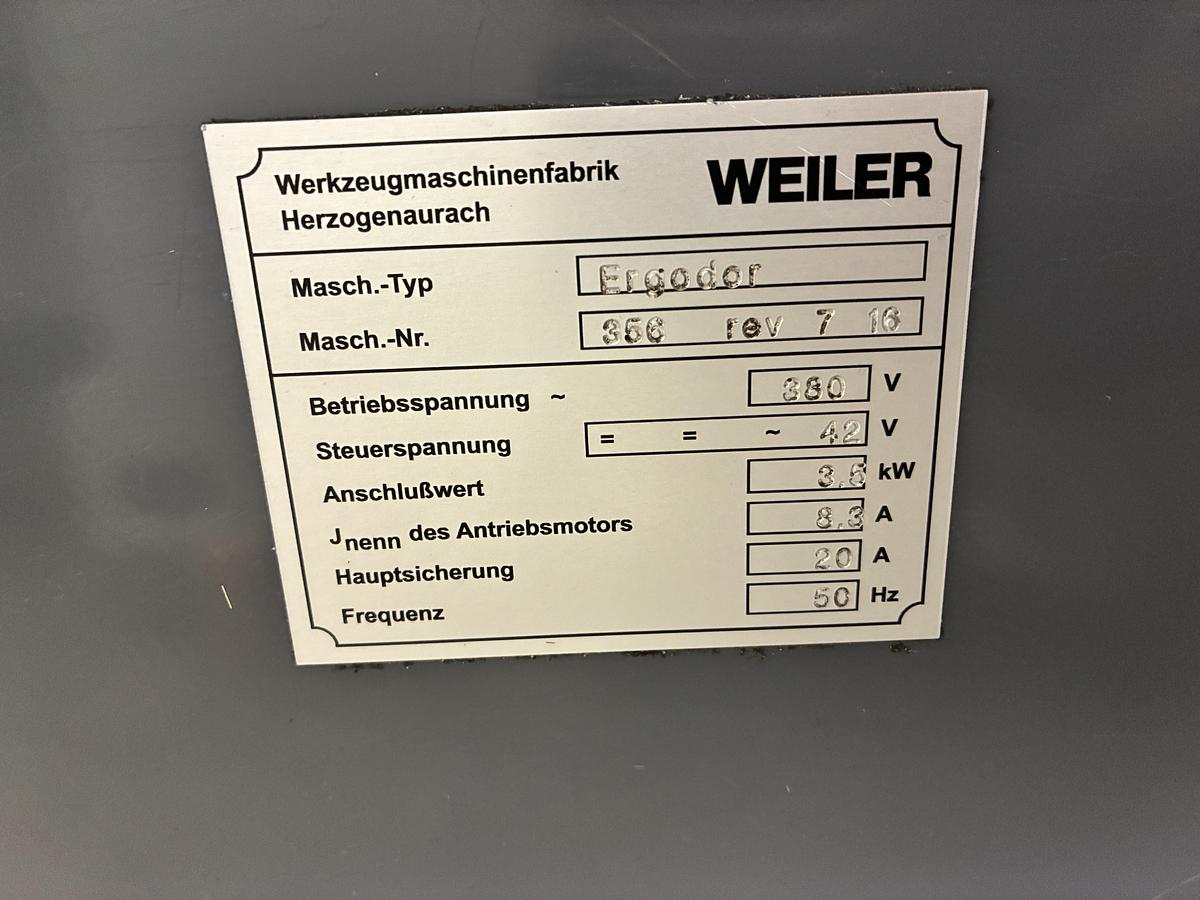 Werkzeugmaschinenfabrik
Herzogenaurach
WEILER
Masch.-Typ Ergodor
Masch.-Nr. 356 rev 7 16
Betriebsspannung ~ 380 V
Steuerspannung = = ~ 42 V
Anschlußwert 3,5 kW
Jnenn des Antriebsmotors 8,3 A
Hauptsicherung 20 A
Frequenz 50 Hz